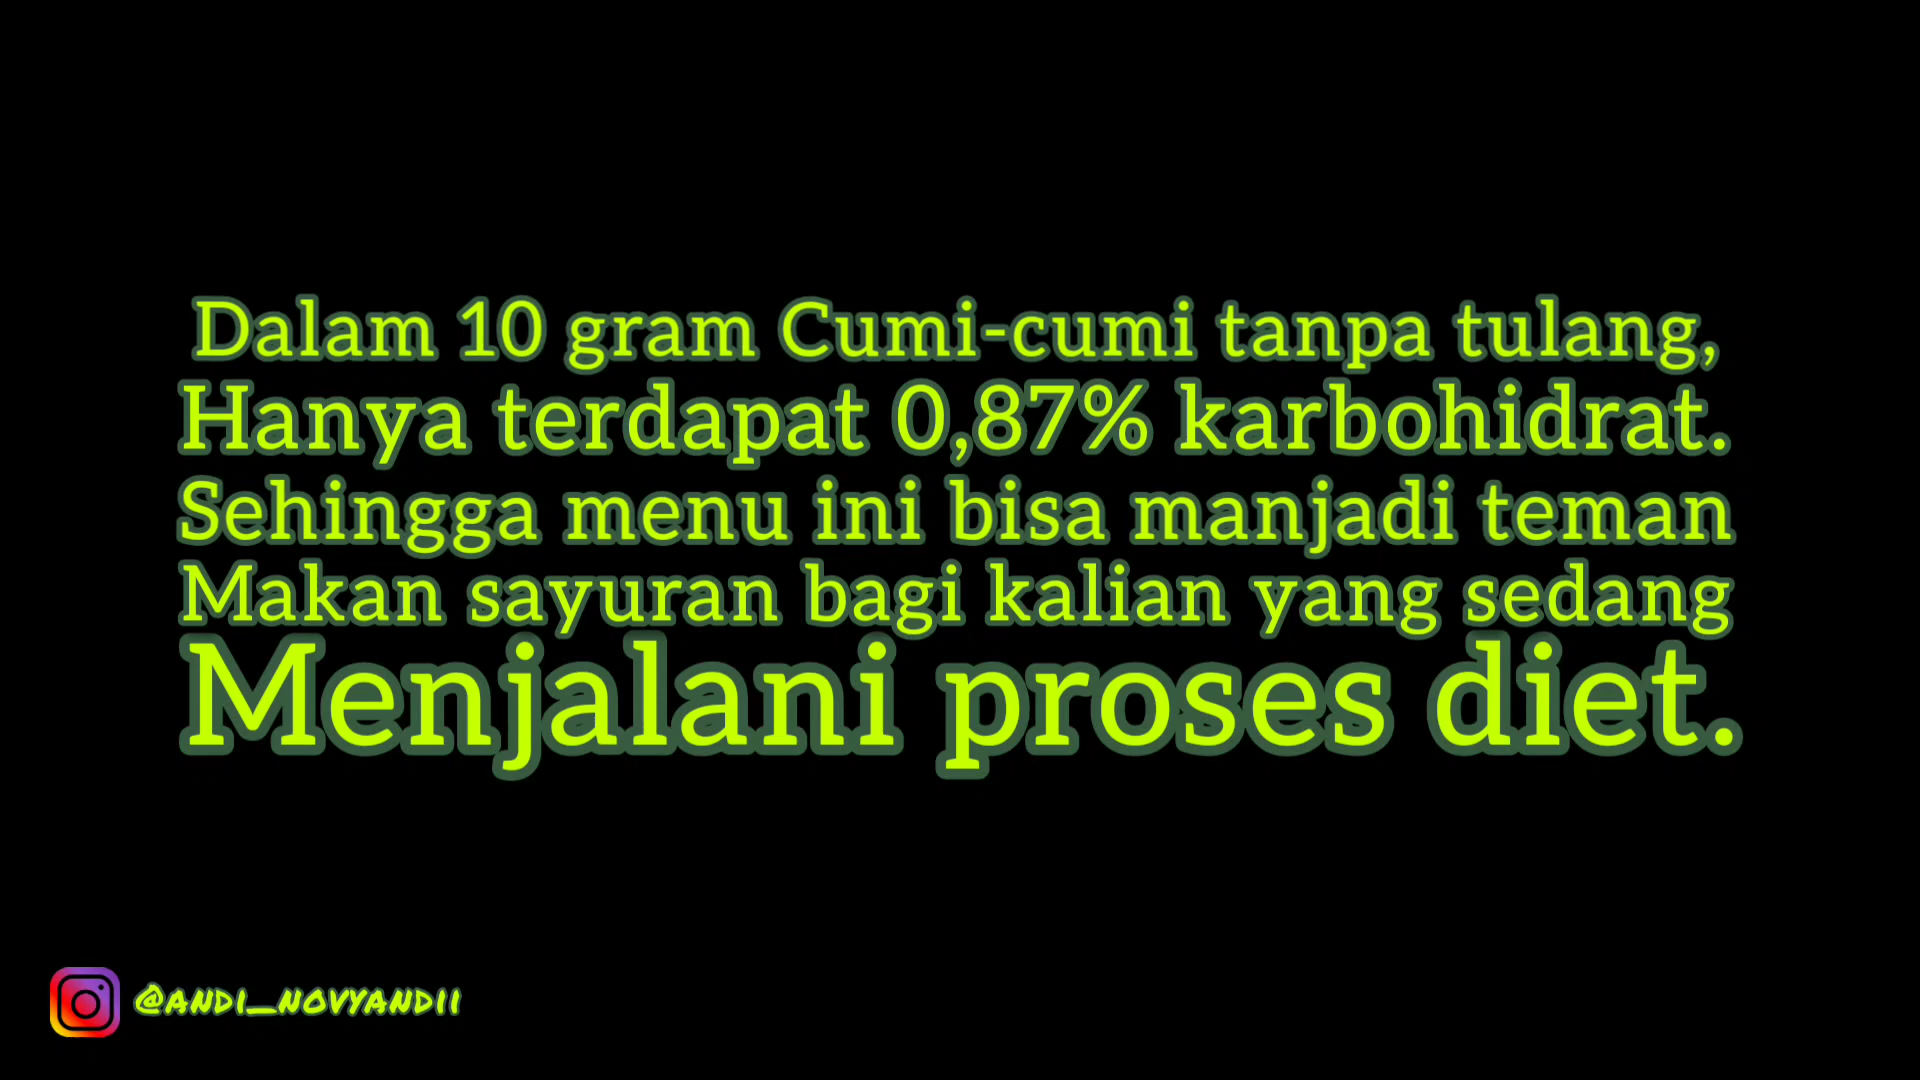 Dalam 10 gram Cumi-cumi tanpa tulang,
Hanya terdapat 0,87% karbohidrat.
Sehingga menu ini bisa manjadi teman
Makan sayuran bagi kalian yang sedang
Menjalani proses diet.
@andi_novyandii